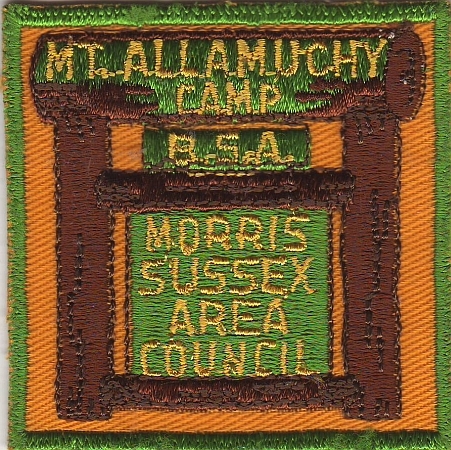 MT. ALLAMUCHY
CAMP
B.S.A.
MORRIS
SUSSEX
AREA
COUNCIL